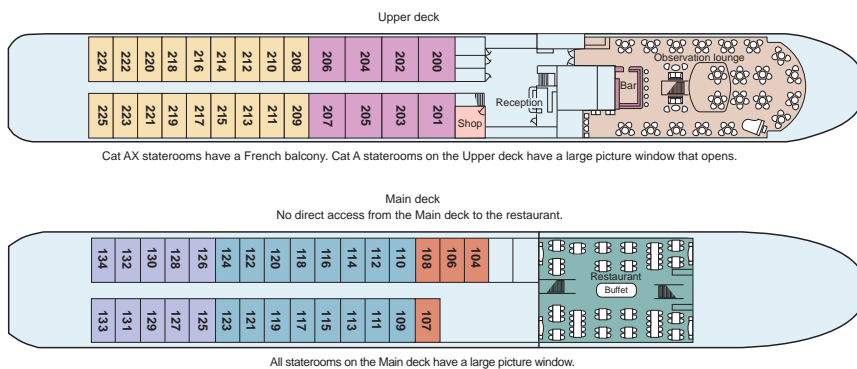 Upper deck
224 222 220 218 216 214 212 210 208 206 204 202 200
Observation lounge
Bar
Reception
225 223 221 219 217 215 213 211 209 207 205 203 201
Shop
Cat AX staterooms have a French balcony. Cat A staterooms on the Upper deck have a large picture window that opens.
Main deck
No direct access from the Main deck to the restaurant.
134 132 130 128 126 124 122 120 118 116 114 112 110 108 106 104
Restaurant
Buffet
133 131 129 127 125 123 121 119 117 115 113 111 109 107
All staterooms on the Main deck have a large picture window.